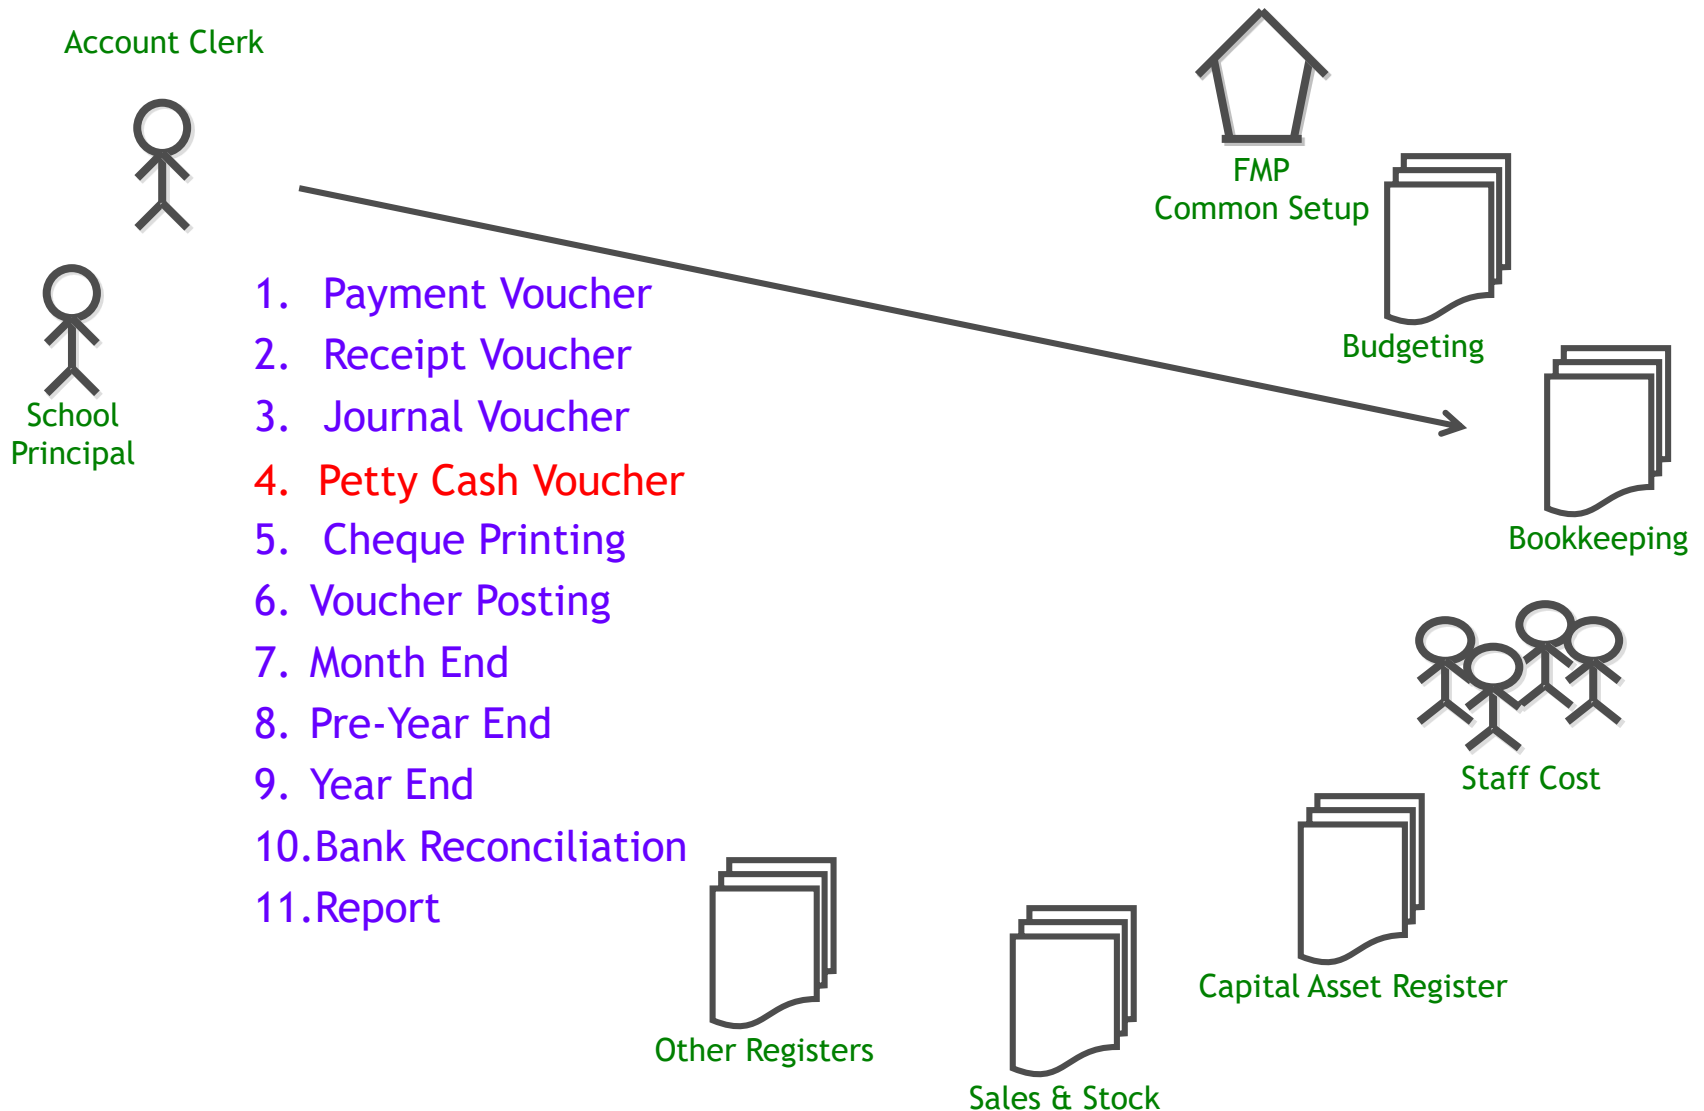 Account Clerk
FMP
Common Setup
Budgeting
1. Payment Voucher
2. Receipt Voucher
3. Journal Voucher
4. Petty Cash Voucher
5. Cheque Printing
6. Voucher Posting
7. Month End
8. Pre-Year End
9. Year End
10.Bank Reconciliation
11.Report
School
Principal
Bookkeeping
Staff Cost
Capital Asset Register
Other Registers
Sales & Stock